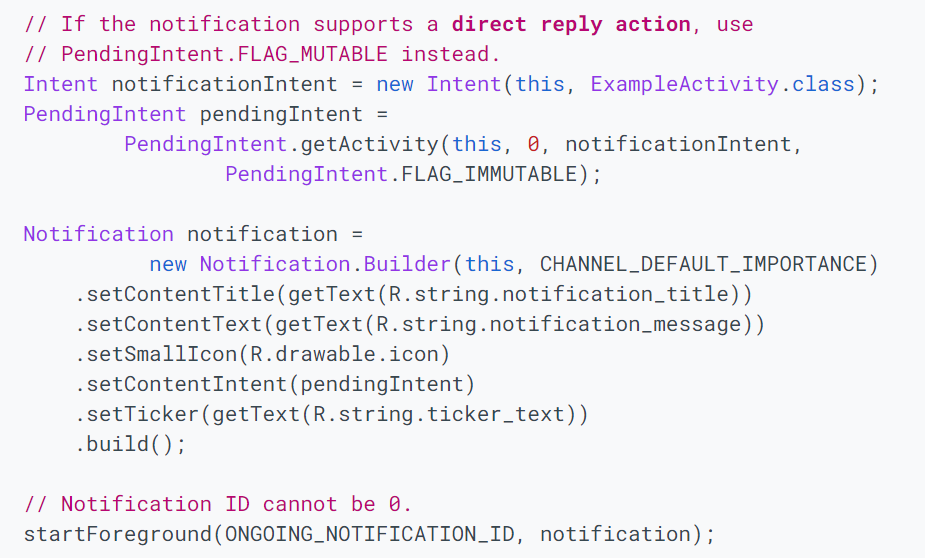 // If the notification supports a direct reply action, use
// PendingIntent.FLAG_MUTABLE instead.
Intent notificationIntent = new Intent(this, ExampleActivity.class);
PendingIntent pendingIntent =
        PendingIntent.getActivity(this, 0, notificationIntent,
                PendingIntent.FLAG_IMMUTABLE);

Notification notification =
          new Notification.Builder(this, CHANNEL_DEFAULT_IMPORTANCE)
    .setContentTitle(getText(R.string.notification_title))
    .setContentText(getText(R.string.notification_message))
    .setSmallIcon(R.drawable.icon)
    .setContentIntent(pendingIntent)
    .setTicker(getText(R.string.ticker_text))
    .build();

// Notification ID cannot be 0.
startForeground(ONGOING_NOTIFICATION_ID, notification);